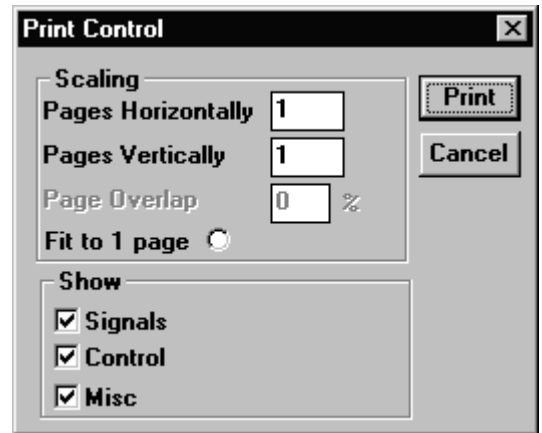 Print Control
Scaling
Pages Horizontally 1
Pages Vertically 1
Page Overlap 0 %
Fit to 1 page
Print
Cancel
Show
Signals
Control
Misc